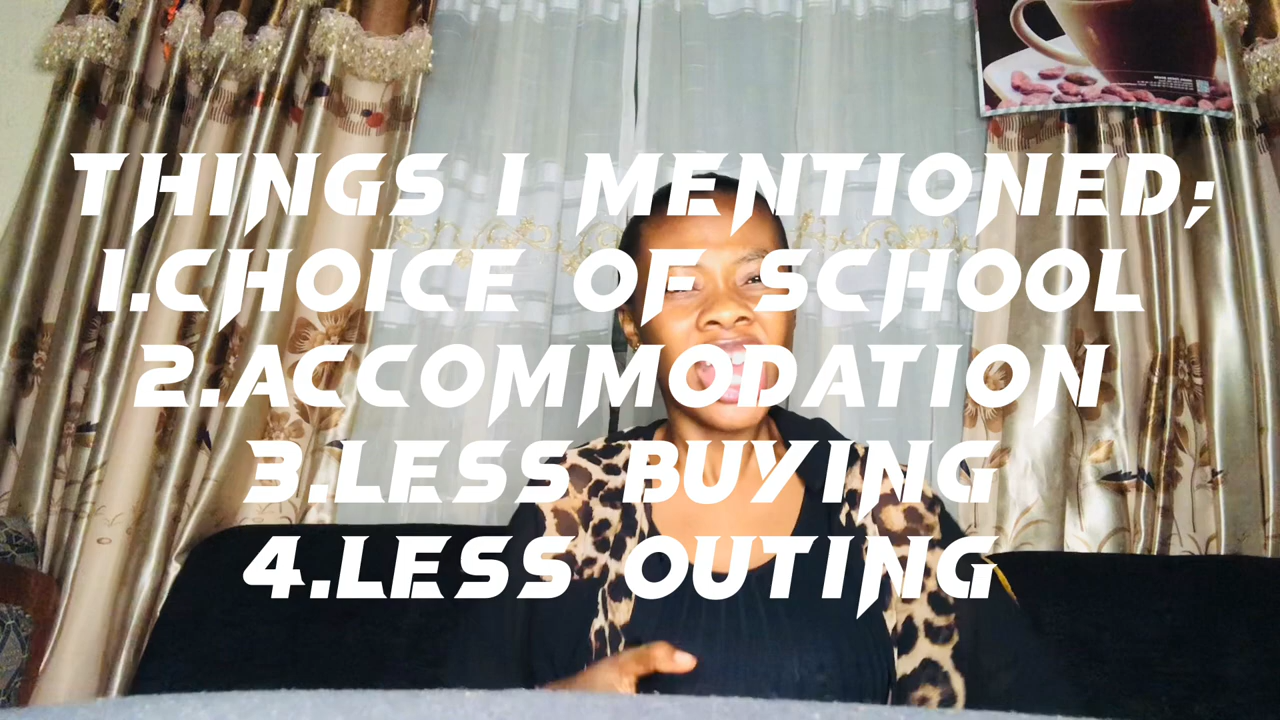 THINGS I MENTIONED;
1.CHOICE OF SCHOOL
2.ACCOMMODATION
3.LESS BUYING
4.LESS OUTING